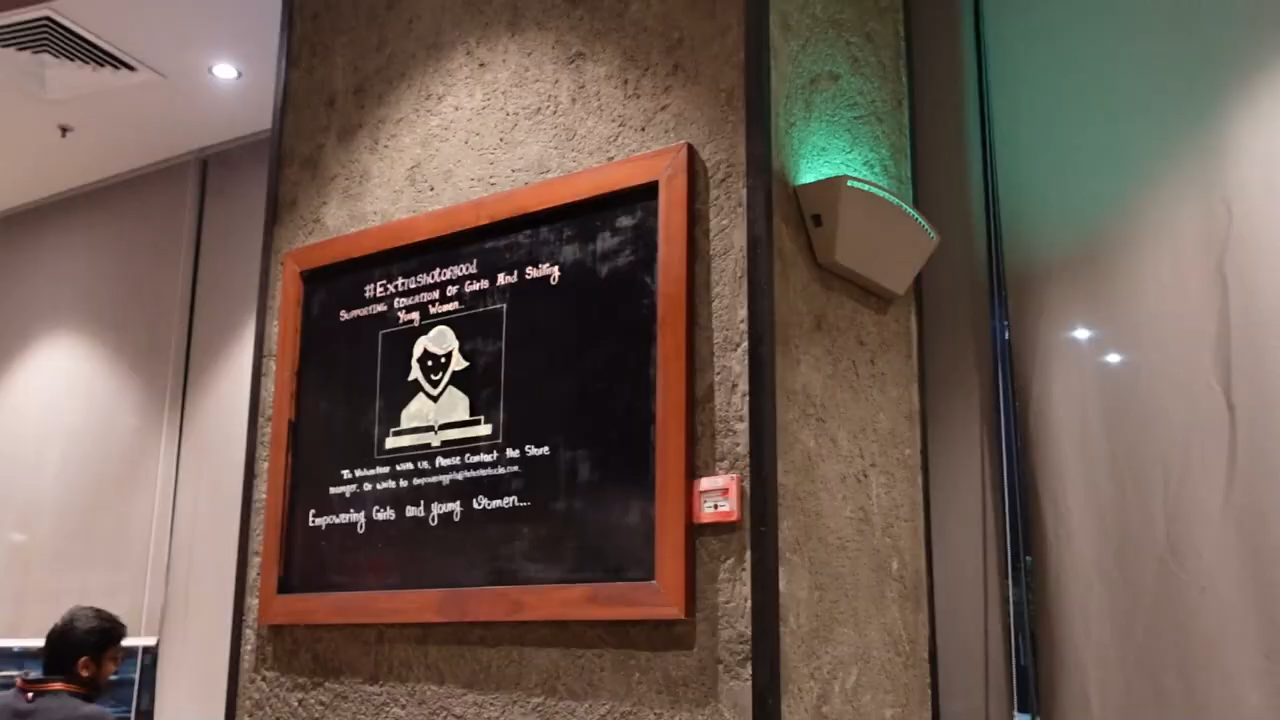 #Extrashotofgood
Supporting Education Of Girls And Skilling
Young Women..
To Volunteer With Us, Please Contact the Store
manager, Or Write to
Empowering Girls and young Women...